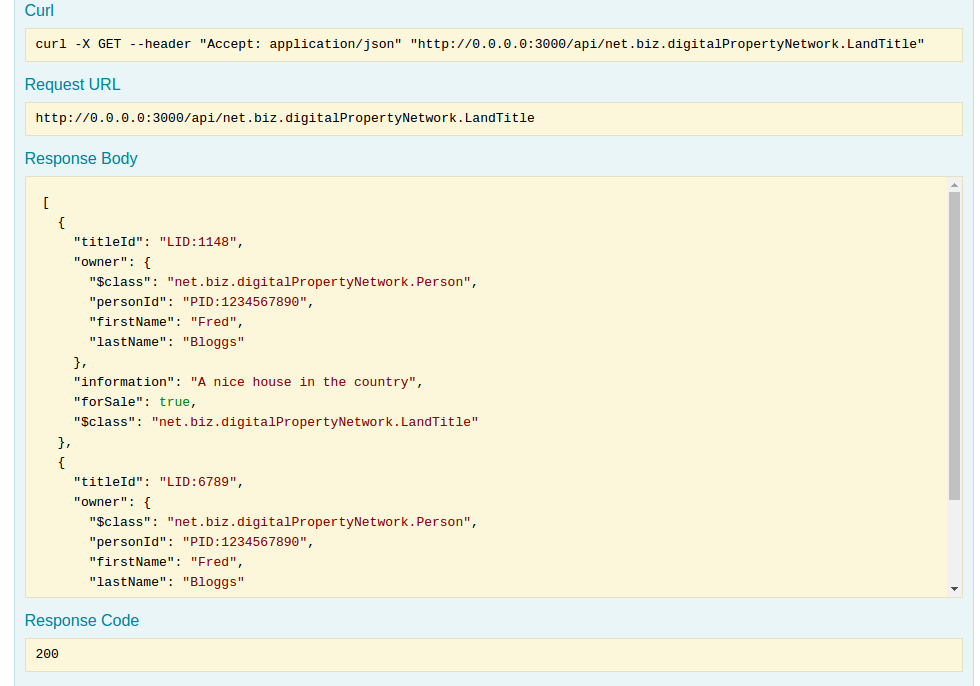 Curl
curl -X GET --header "Accept: application/json" "http://0.0.0.0:3000/api/net.biz.digitalPropertyNetwork.LandTitle"
Request URL
http://0.0.0.0:3000/api/net.biz.digitalPropertyNetwork.LandTitle
Response Body
[
  {
    "titleId": "LID:1148",
    "owner": {
      "$class": "net.biz.digitalPropertyNetwork.Person",
      "personId": "PID:1234567890",
      "firstName": "Fred",
      "lastName": "Bloggs"
    },
    "information": "A nice house in the country",
    "forSale": true,
    "$class": "net.biz.digitalPropertyNetwork.LandTitle"
  },
  {
    "titleId": "LID:6789",
    "owner": {
      "$class": "net.biz.digitalPropertyNetwork.Person",
      "personId": "PID:1234567890",
      "firstName": "Fred",
      "lastName": "Bloggs"
Response Code
200